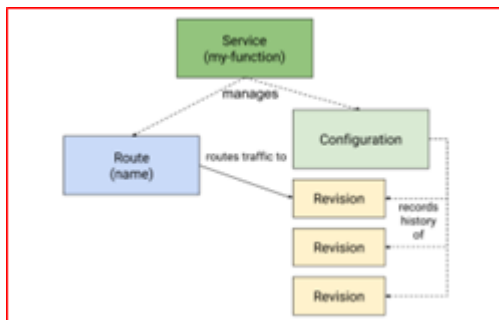 Service
(my-function)
manages
Configuration
Route
(name)
routes traffic to
Revision
records
history
of
Revision
Revision